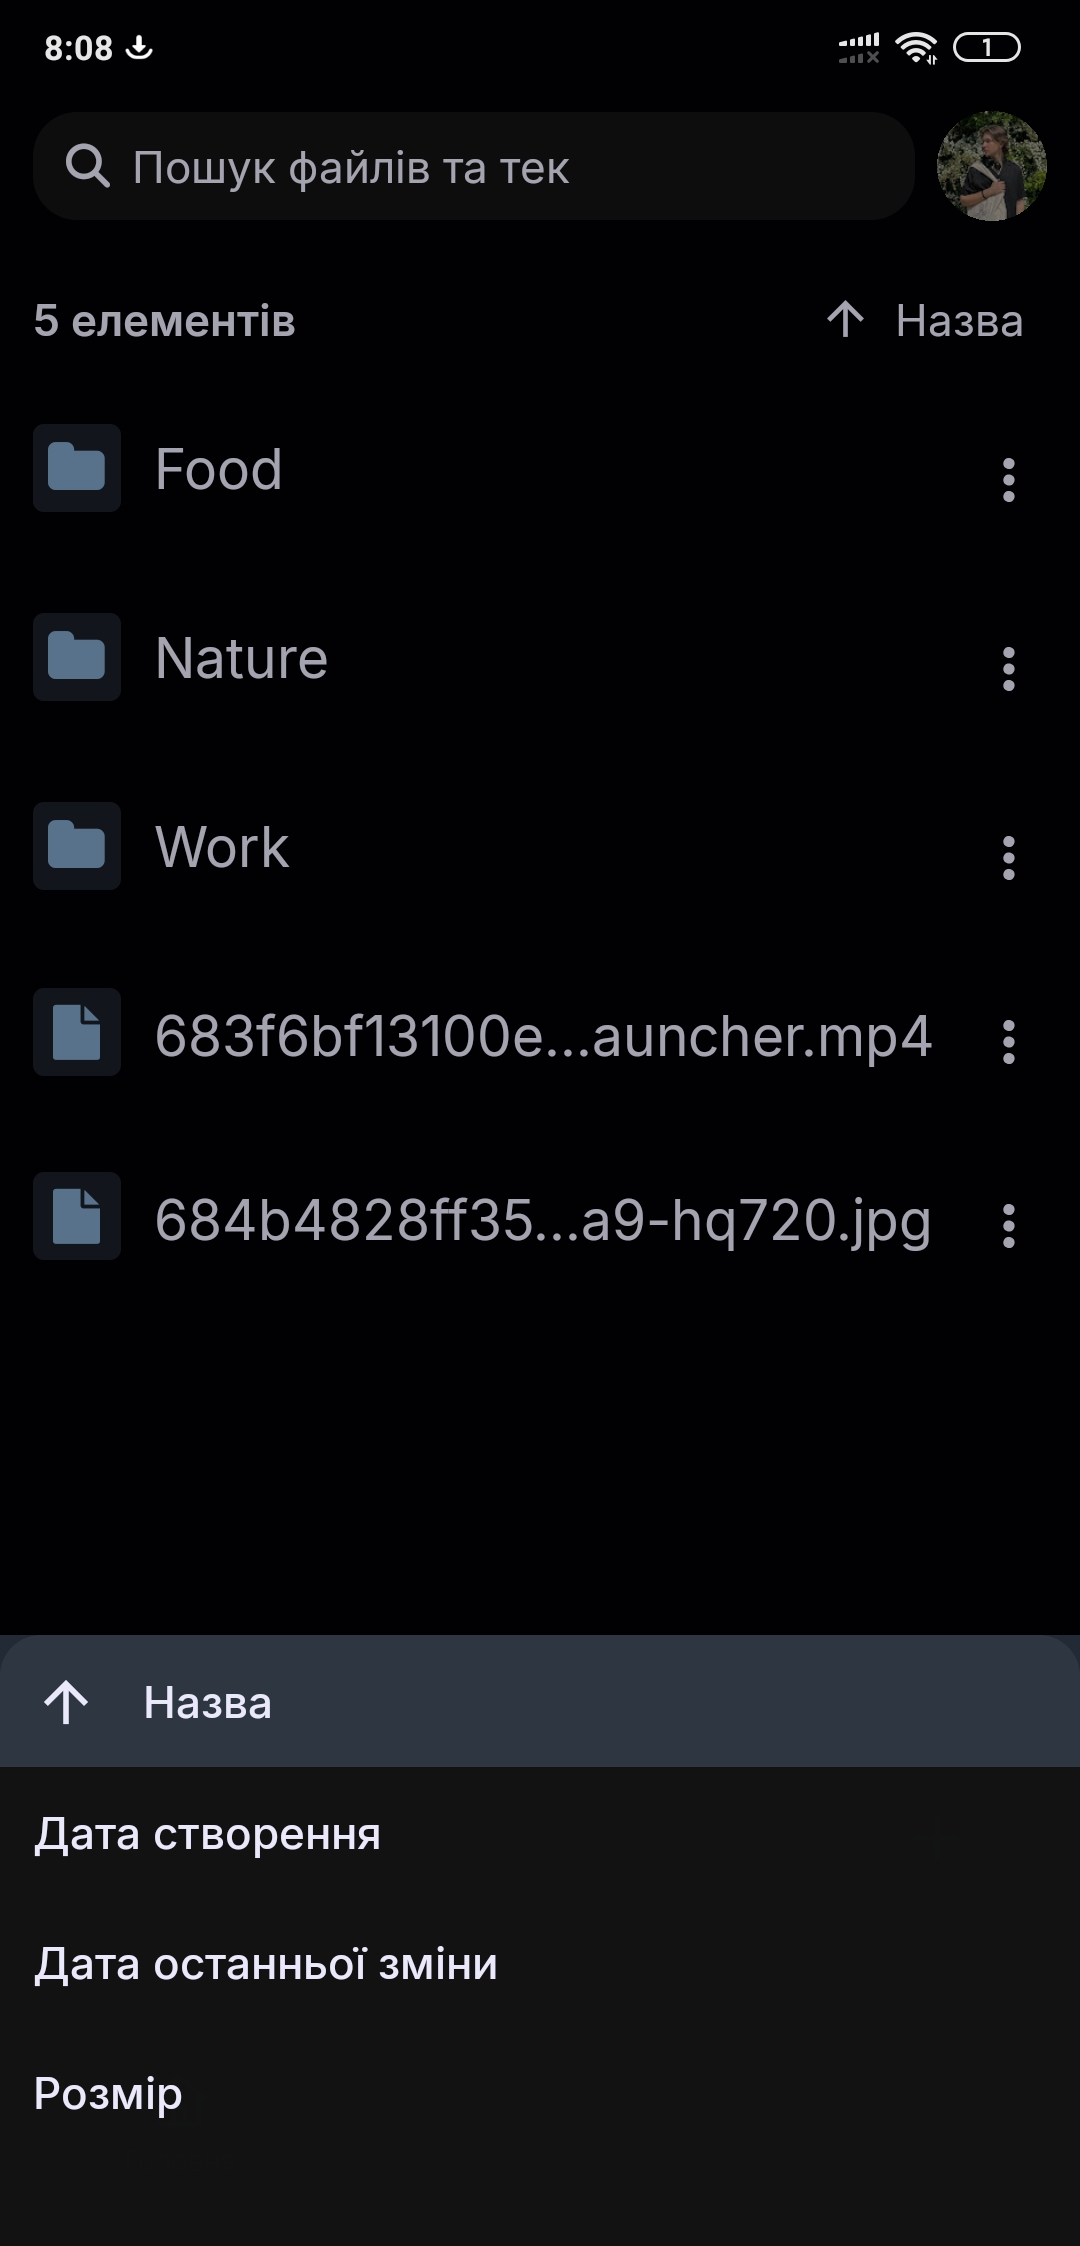 8:08
1
Пошук файлів та тек
5 елементів
Назва
Food
Nature
Work
683f6bf13100e...auncher.mp4
684b4828ff35...a9-hq720.jpg
Назва
Дата створення
Дата останньої зміни
Розмір